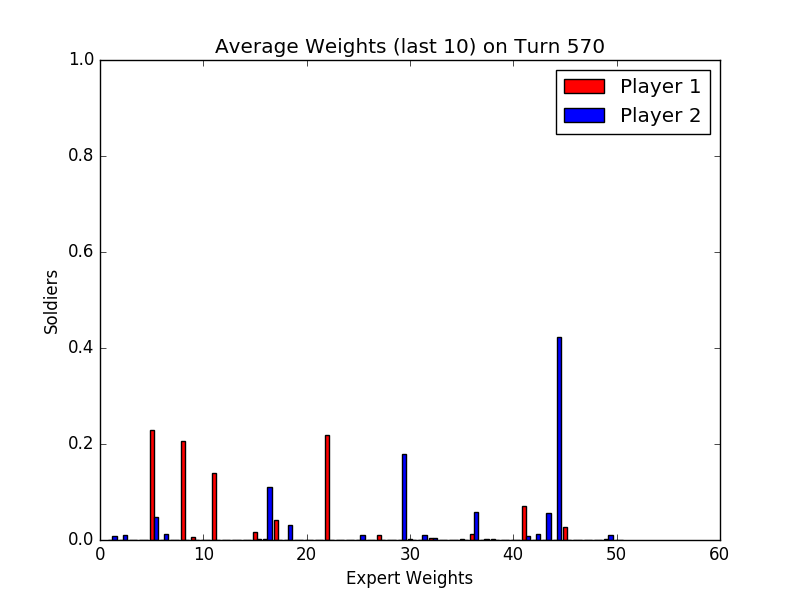 Average Weights (last 10) on Turn 570
1.0
0.8
0.6
0.4
0.2
0.0
Soldiers
Player 1
Player 2
0 10 20 30 40 50 60
Expert Weights